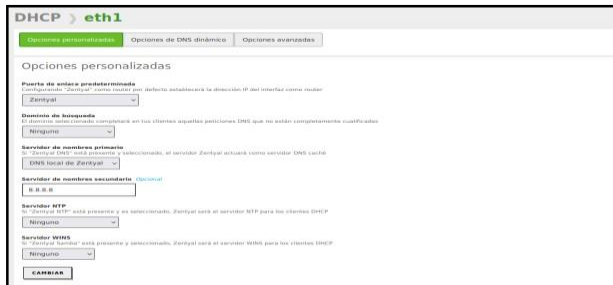 DHCP > eth1
Opciones personalizadas Opciones de DNS dinámico Opciones avanzadas
Opciones personalizadas
Puerta de enlace predeterminada
Configurando "Zentyal" como router por defecto establecerá la dirección IP del interfaz como router
Zentyal
Dominio de búsqueda
El dominio seleccionado completará en tus clientes aquellas peticiones DNS que no están completamente cualificadas
Ninguno
Servidor de nombres primario
Si "Zentyal DNS" está presente y seleccionado, el servidor Zentyal actuará como servidor DNS caché
DNS local de Zentyal
Servidor de nombres secundario Opcional
8.8.8.8
Servidor NTP
Si "Zentyal NTP" está presente y es seleccionado, Zentyal será el servidor NTP para los clientes DHCP
Ninguno
Servidor WINS
Si "Zentyal Samba" está presente y seleccionado, Zentyal será el servidor WINS para los clientes DHCP
Ninguno
CAMBIAR